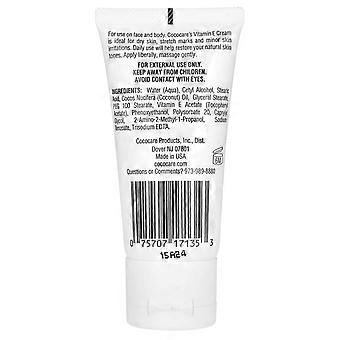 For use on face and body. Cococare's Vitamin E Cream
is ideal for dry skin, stretch marks and minor skin
irritations. Daily use will help restore your natural skin
tones. Apply liberally, massage gently.
FOR EXTERNAL USE ONLY.
KEEP AWAY FROM CHILDREN.
AVOID CONTACT WITH EYES.
INGREDIENTS: Water (Aqua), Cetyl Alcohol, Stearic
Acid, Cocos Nucifera (Coconut) Oil, Glyceryl Stearate,
PEG 100 Stearate, Vitamin E Acetate (Tocopherol
Acetate), Phenoxyethanol, Polysorbate 20, Caprylyl
Glycol, 2-Amino-2-Methyl-1-Propanol, Sodium
Trisodium EDTA.
Cococare Products, Inc., Dist.
Dover NJ 07801
Made in USA
cococare.com
Questions or Comments? 973-989-8880
0 75707 17135 3
15A24